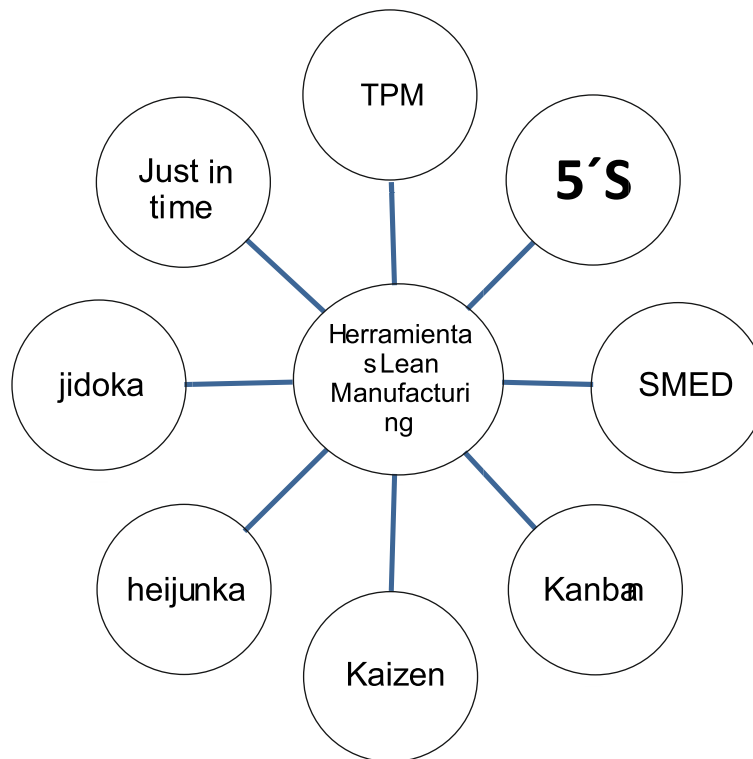 TPM
5´S
Just in
time
Herramienta
s Lean
Manufacturi
ng
jidoka
SMED
heijunka
Kanban
Kaizen